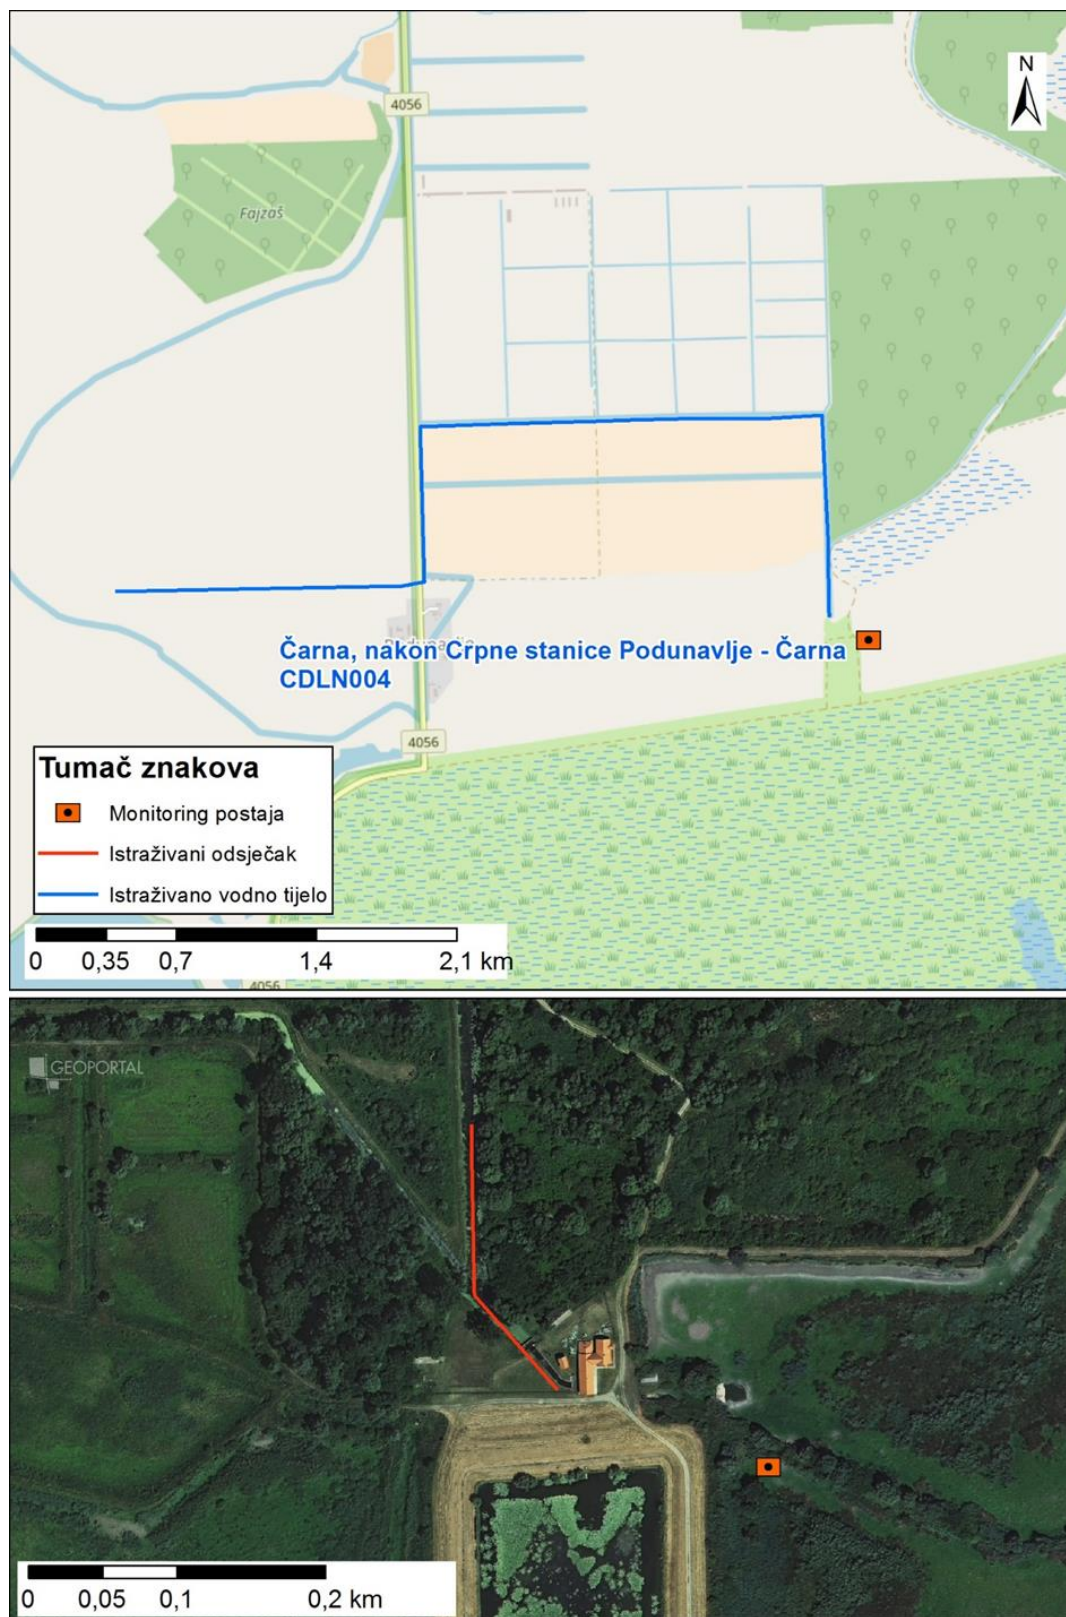 4056
N
Fajzaš
Čarna, nakon Crpne stanice Podunavlje - Čarna
CDLN004
4056
Tumač znakova
Monitoring postaja
Istraživani odsječak
Istraživano vodno tijelo
0 0,35 0,7 1,4 2,1 km
4056
GEOPORTAL
0 0,05 0,1 0,2 km